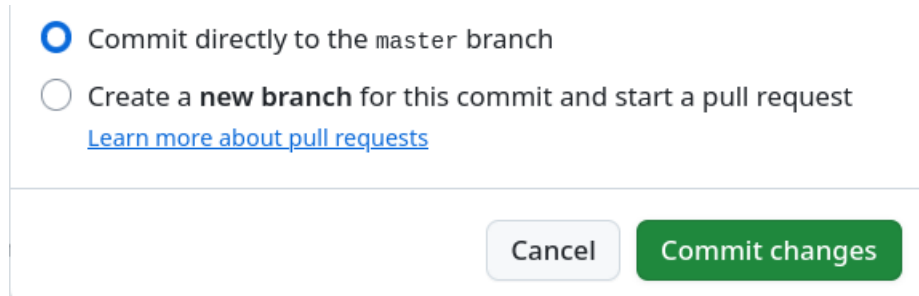 Commit directly to the master branch
Create a new branch for this commit and start a pull request
Learn more about pull requests
Cancel Commit changes